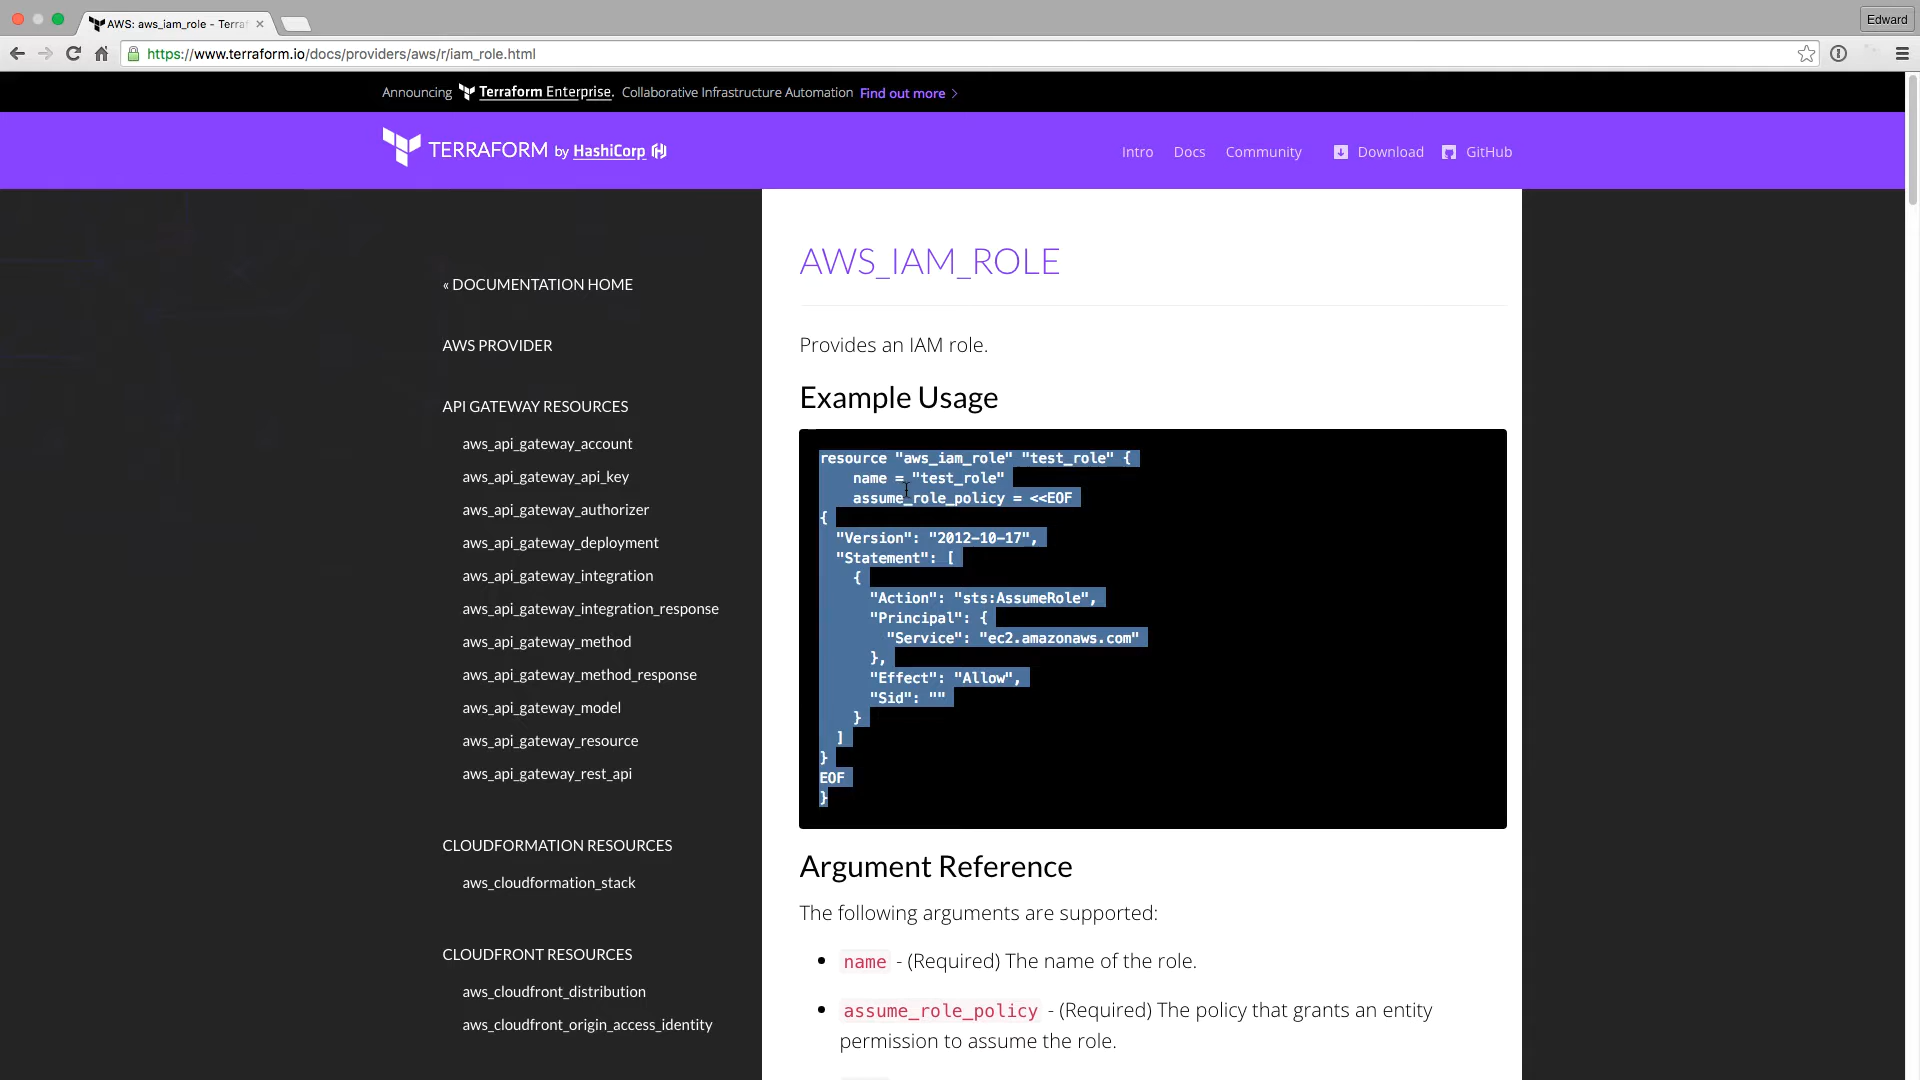 AWS: aws_iam_role - Terra
Edward
https://www.terraform.io/docs/providers/aws/r/iam_role.html
Announcing Terraform Enterprise. Collaborative Infrastructure Automation Find out more
TERRAFORM by HashiCorp
Intro Docs Community Download GitHub
« DOCUMENTATION HOME
AWS PROVIDER
API GATEWAY RESOURCES
aws_api_gateway_account
aws_api_gateway_api_key
aws_api_gateway_authorizer
aws_api_gateway_deployment
aws_api_gateway_integration
aws_api_gateway_integration_response
aws_api_gateway_method
aws_api_gateway_method_response
aws_api_gateway_model
aws_api_gateway_resource
aws_api_gateway_rest_api
CLOUDFORMATION RESOURCES
aws_cloudformation_stack
CLOUDFRONT RESOURCES
aws_cloudfront_distribution
aws_cloudfront_origin_access_identity
AWS_IAM_ROLE
Provides an IAM role.
Example Usage
resource "aws_iam_role" "test_role" {
name = "test_role"
assume_role_policy = <<EOF
{
"Version": "2012-10-17",
"Statement": [
{
"Action": "sts:AssumeRole",
"Principal": {
"Service": "ec2.amazonaws.com"
},
"Effect": "Allow",
"Sid": ""
}
]
}
EOF
}
Argument Reference
The following arguments are supported:
• name - (Required) The name of the role.
• assume_role_policy - (Required) The policy that grants an entity
permission to assume the role.